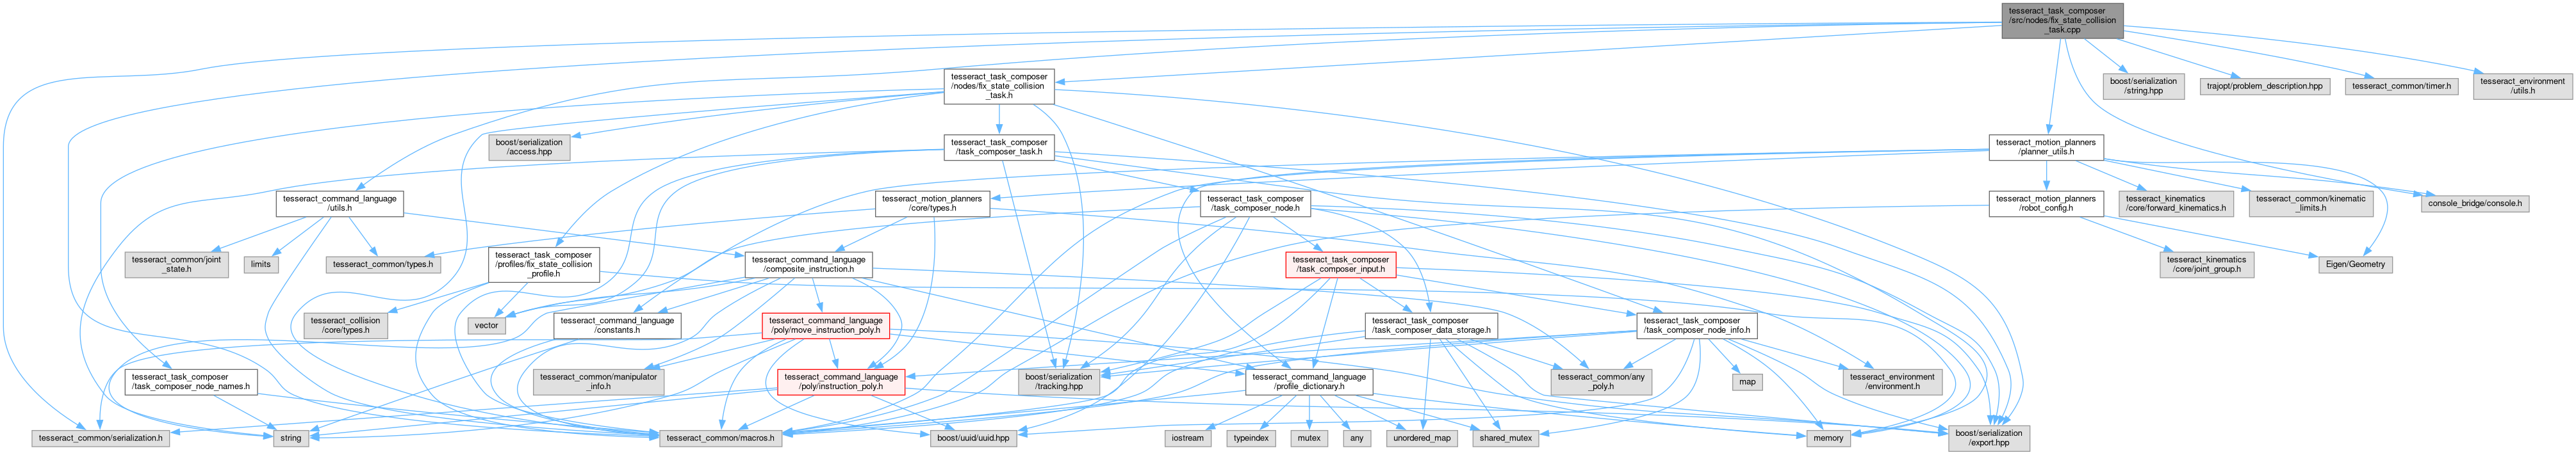 tesseract_task_composer
/src/nodes/fix_state_collision
_task.cpp
tesseract_task_composer
/nodes/fix_state_collision
_task.h
boost/serialization
/string.hpp
trajopt/problem_description.hpp
tesseract_common/timer.h
tesseract_environment
/utils.h
boost/serialization
/access.hpp
tesseract_task_composer
/task_composer_task.h
tesseract_motion_planners
/planner_utils.h
tesseract_command_language
/utils.h
tesseract_motion_planners
/core/types.h
tesseract_task_composer
/task_composer_node.h
tesseract_motion_planners
/robot_config.h
tesseract_kinematics
/core/forward_kinematics.h
tesseract_common/kinematic
_limits.h
console_bridge/console.h
tesseract_common/joint
_state.h
limits
tesseract_common/types.h
tesseract_task_composer
/profiles/fix_state_collision
_profile.h
tesseract_command_language
/composite_instruction.h
tesseract_task_composer
/task_composer_input.h
tesseract_kinematics
/core/joint_group.h
Eigen/Geometry
tesseract_collision
/core/types.h
vector
tesseract_command_language
/constants.h
tesseract_command_language
/poly/move_instruction_poly.h
tesseract_task_composer
/task_composer_data_storage.h
tesseract_task_composer
/task_composer_node_info.h
tesseract_task_composer
/task_composer_node_names.h
tesseract_common/manipulator
_info.h
tesseract_command_language
/poly/instruction_poly.h
boost/serialization
/tracking.hpp
tesseract_command_language
/profile_dictionary.h
tesseract_common/any
_poly.h
map
tesseract_environment
/environment.h
tesseract_common/serialization.h
string
tesseract_common/macros.h
boost/uuid/uuid.hpp
iostream
typeindex
mutex
any
unordered_map
shared_mutex
memory
boost/serialization
/export.hpp